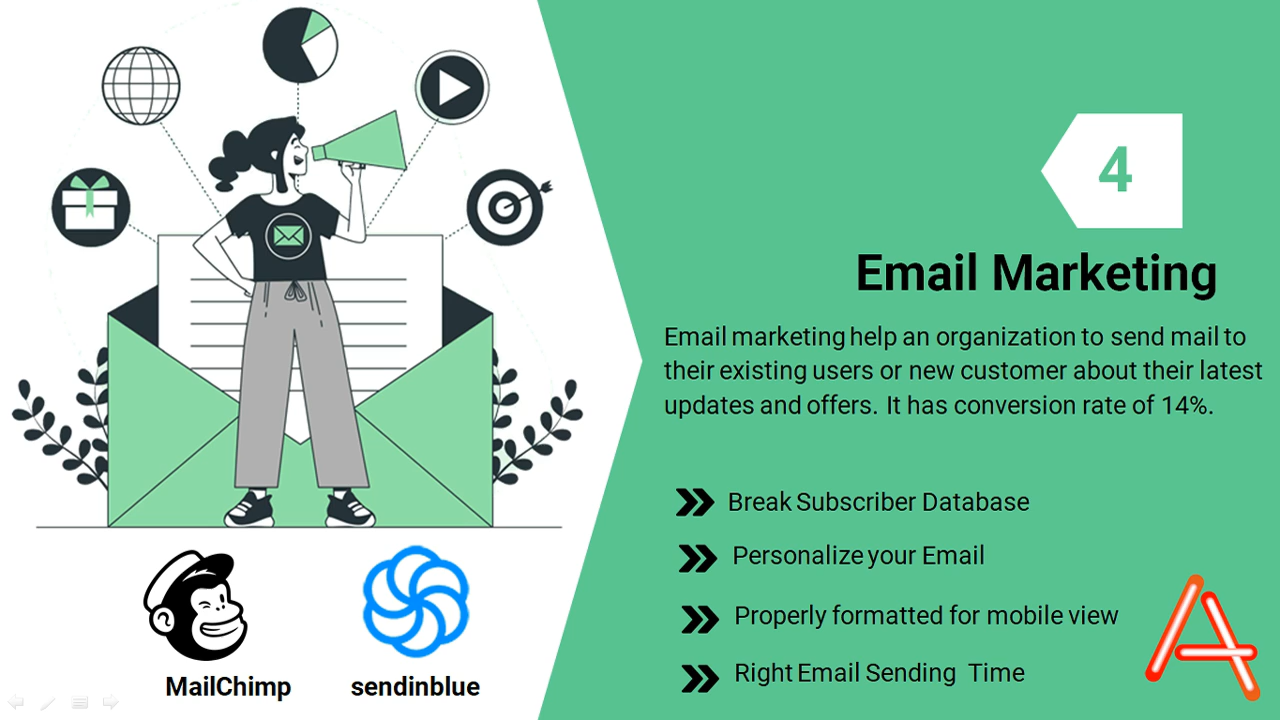 4
Email Marketing
Email marketing help an organization to send mail to
their existing users or new customer about their latest
updates and offers. It has conversion rate of 14%.
Break Subscriber Database
Personalize your Email
Properly formatted for mobile view
Right Email Sending Time
MailChimp
sendinblue
A